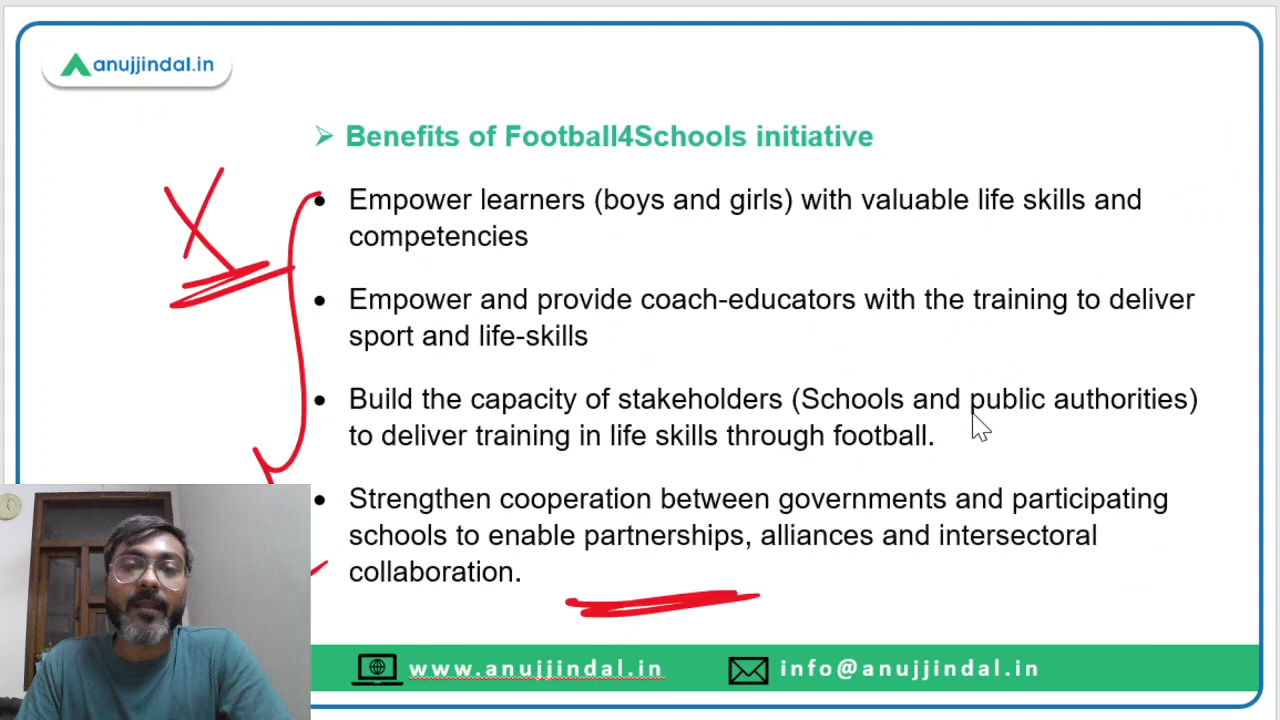 anujjindal.in
Benefits of Football4Schools initiative
Empower learners (boys and girls) with valuable life skills and
competencies
Empower and provide coach-educators with the training to deliver
sport and life-skills
Build the capacity of stakeholders (Schools and public authorities)
to deliver training in life skills through football.
Strengthen cooperation between governments and participating
schools to enable partnerships, alliances and intersectoral
collaboration.
www.anujjindal.in
info@anujjindal.in